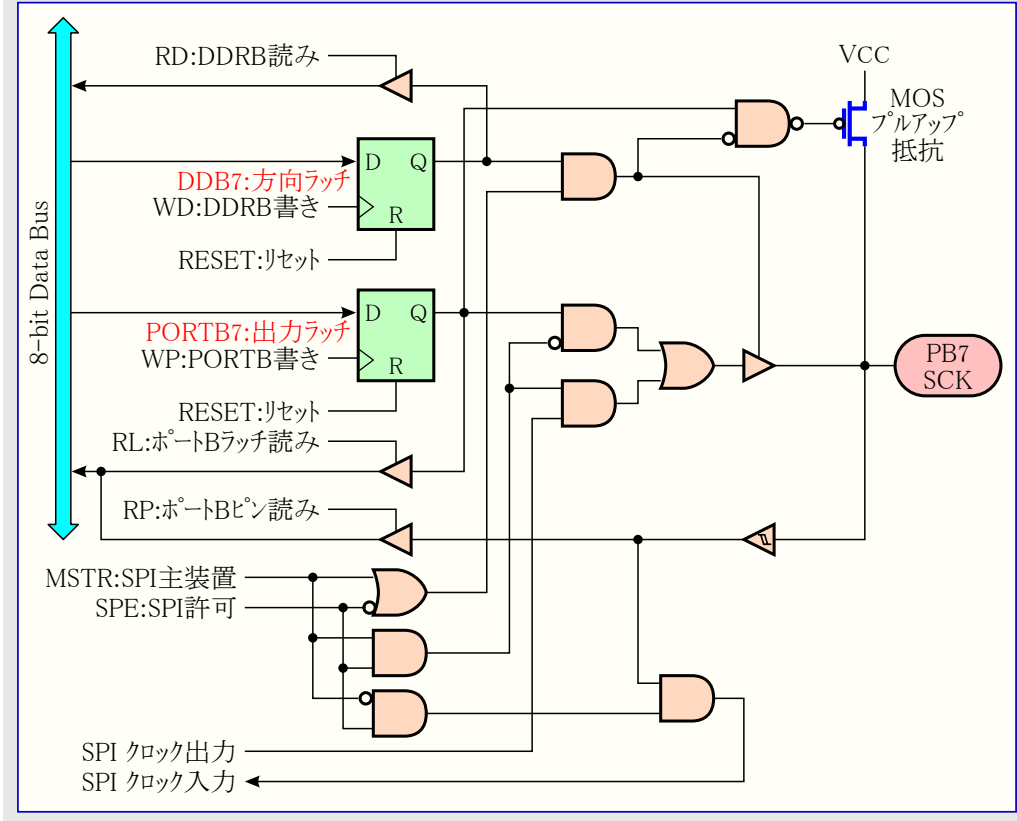 RD:DDRB読み
VCC
MOS
プルアップ
抵抗
D Q
DDB7:方向ラッチ
WD:DDRB書き
R
RESET:リセット
8-bit Data Bus
D Q
PORTB7:出力ラッチ
WP:PORTB書き
R
PB7
SCK
RESET:リセット
RL:ポートBラッチ読み
RP:ポートBピン読み
MSTR:SPI主装置
SPE:SPI許可
SPI クロック出力
SPI クロック入力